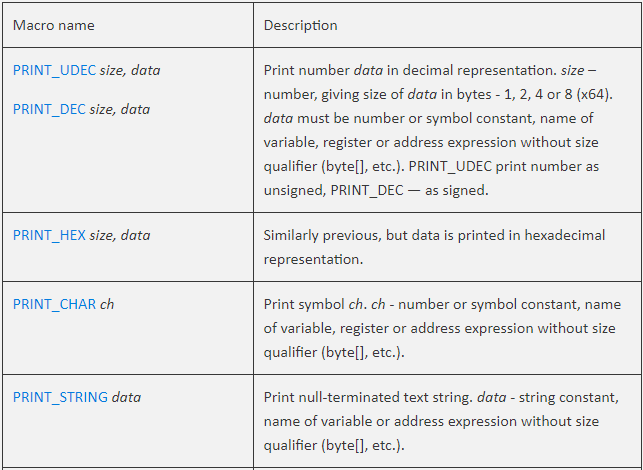 Macro name
Description
PRINT_UDEC size, data
PRINT_DEC size, data
Print number data in decimal representation. size –
number, giving size of data in bytes - 1, 2, 4 or 8 (x64).
data must be number or symbol constant, name of
variable, register or address expression without size
qualifier (byte[], etc.). PRINT_UDEC print number as
unsigned, PRINT_DEC — as signed.
PRINT_HEX size, data
Similarly previous, but data is printed in hexadecimal
representation.
PRINT_CHAR ch
Print symbol ch. ch - number or symbol constant, name
of variable, register or address expression without size
qualifier (byte[], etc.).
PRINT_STRING data
Print null-terminated text string. data - string constant,
name of variable or address expression without size
qualifier (byte[], etc.).